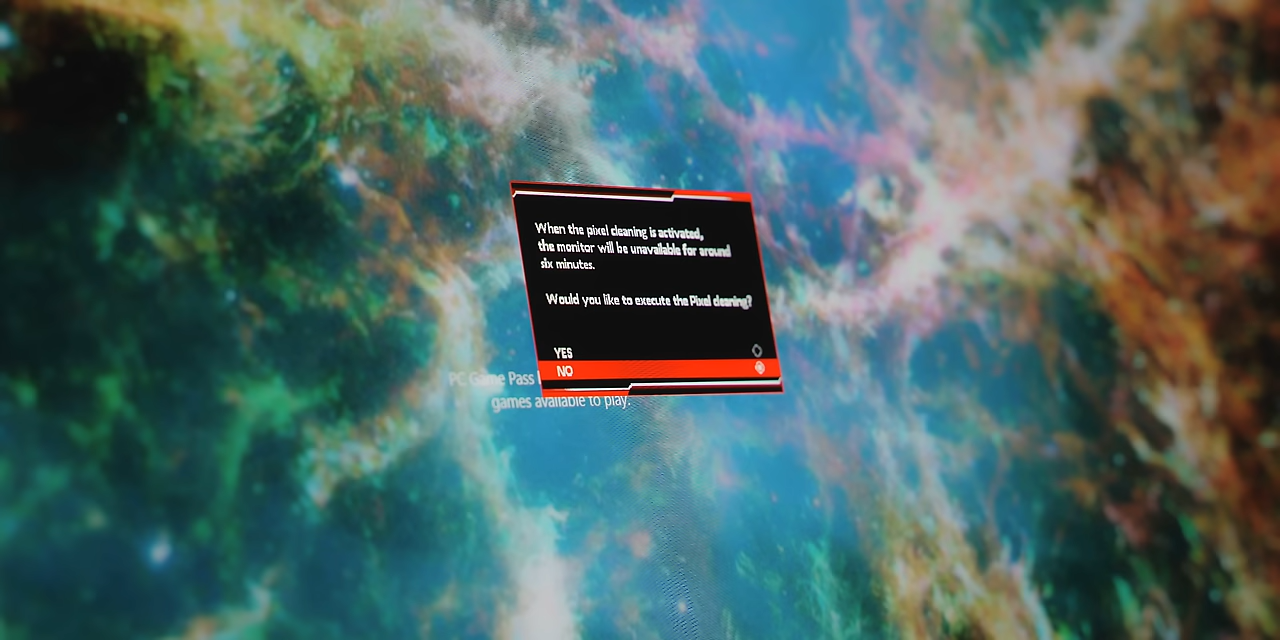 When the pixel cleaning is activated,
the monitor will be unavailable for around
six minutes.
Would you like to execute the Pixel cleaning?
YES
NO
PC Game Pass
games available to play.